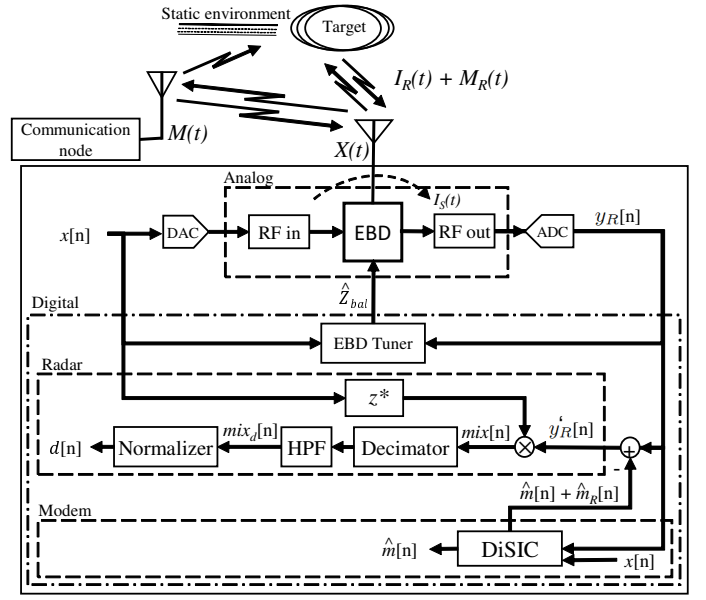 Static environment
Target
I_R(t) + M_R(t)
Communication
node
M(t)
X(t)
Analog
I_S(t)
x[n]
DAC
RF in
EBD
RF out
ADC
y_R[n]
Ẑ_bal
Digital
EBD Tuner
Radar
z*
d[n]
Normalizer
mix_d[n]
HPF
Decimator
mix[n]
×
y‘_R[n]
+
-
m̂[n] + m̂_R[n]
Modem
m̂[n]
DiSIC
x[n]